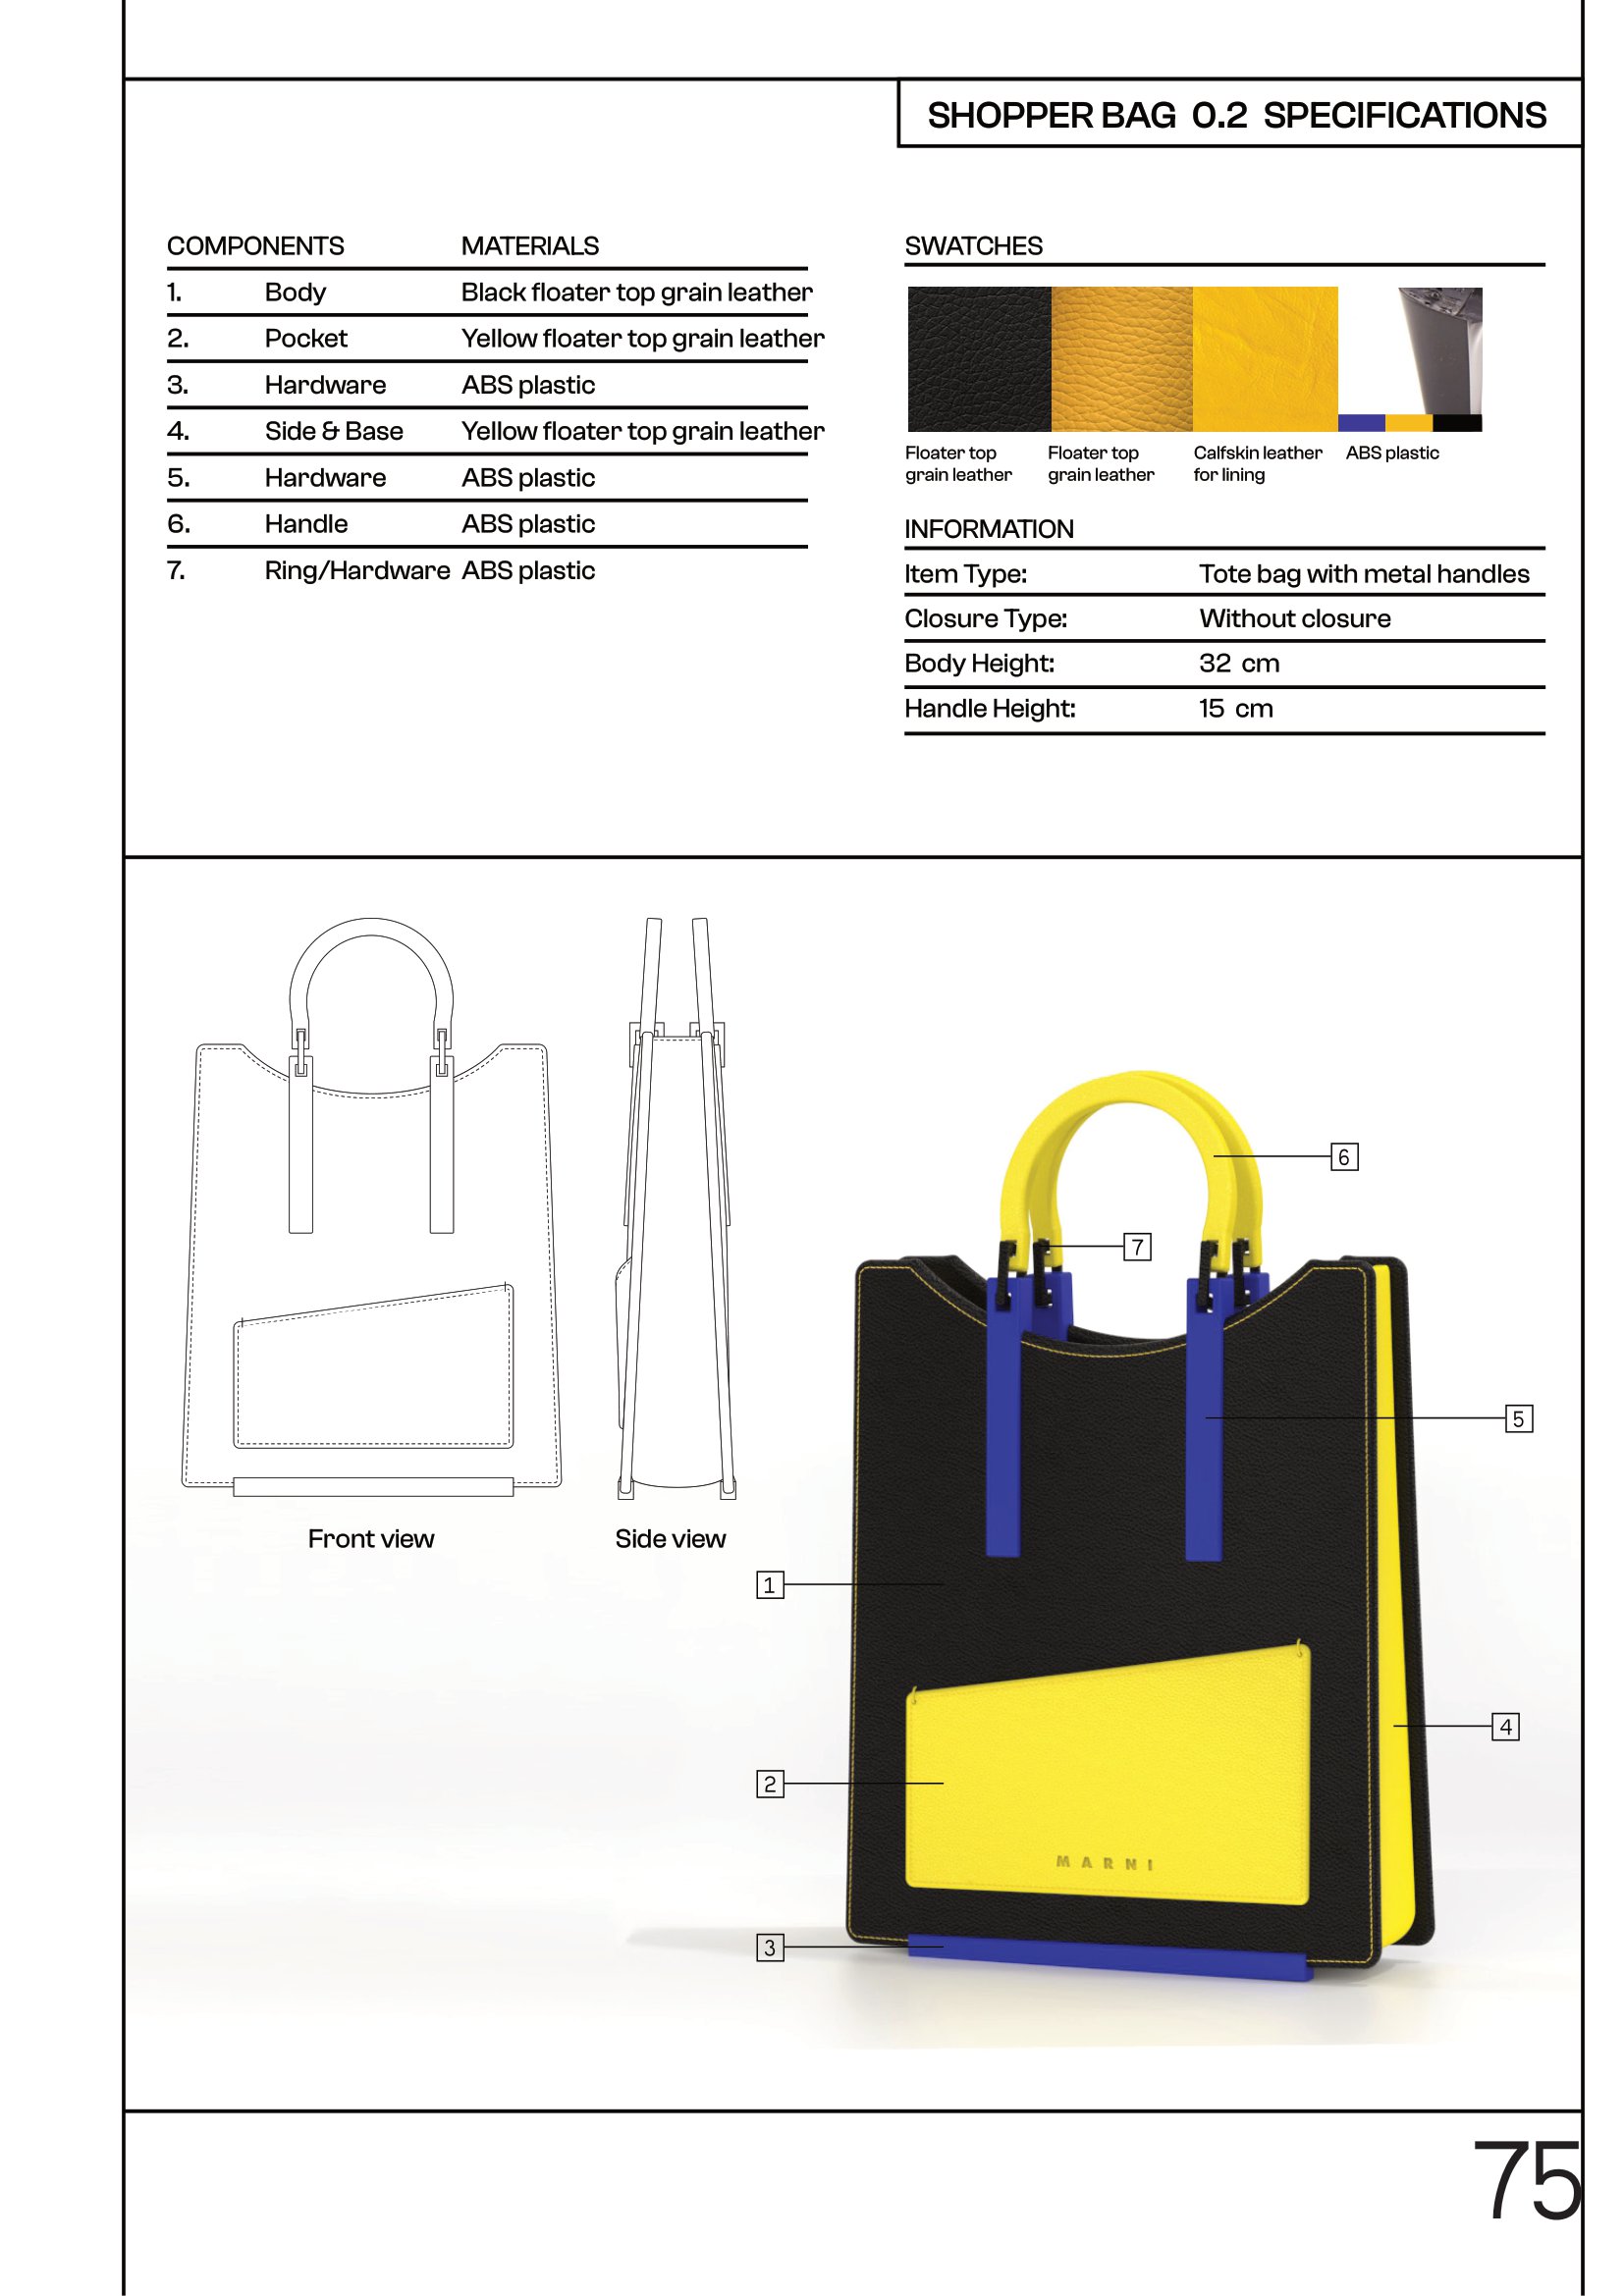 SHOPPER BAG 0.2 SPECIFICATIONS
COMPONENTS MATERIALS
1. Body Black floater top grain leather
2. Pocket Yellow floater top grain leather
3. Hardware ABS plastic
4. Side & Base Yellow floater top grain leather
5. Hardware ABS plastic
6. Handle ABS plastic
7. Ring/Hardware ABS plastic
SWATCHES
Floater top
grain leather
Floater top
grain leather
Calfskin leather
for lining
ABS plastic
INFORMATION
Item Type: Tote bag with metal handles
Closure Type: Without closure
Body Height: 32 cm
Handle Height: 15 cm
Front view
Side view
6
7
5
1
4
2
MARNI
3
75